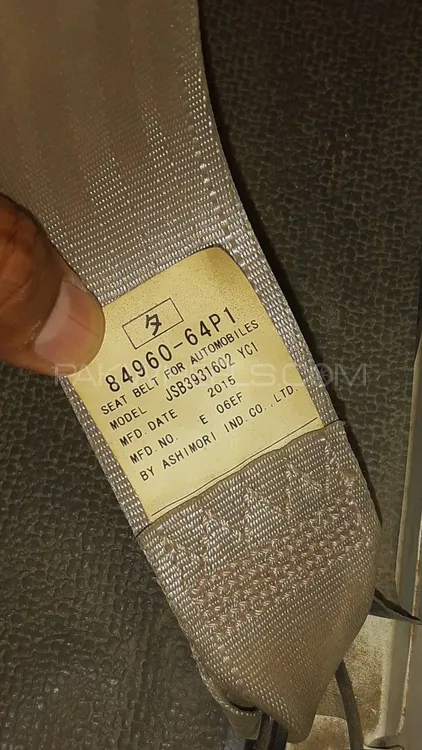 タ
84960-64P1
SEAT BELT FOR AUTOMOBILES
MODEL JSB3931602 YC1
MFD.DATE 2015
MFD.NO. E 06EF
BY ASHIMORI IND.CO.,LTD.
PAKWHEELS.COM